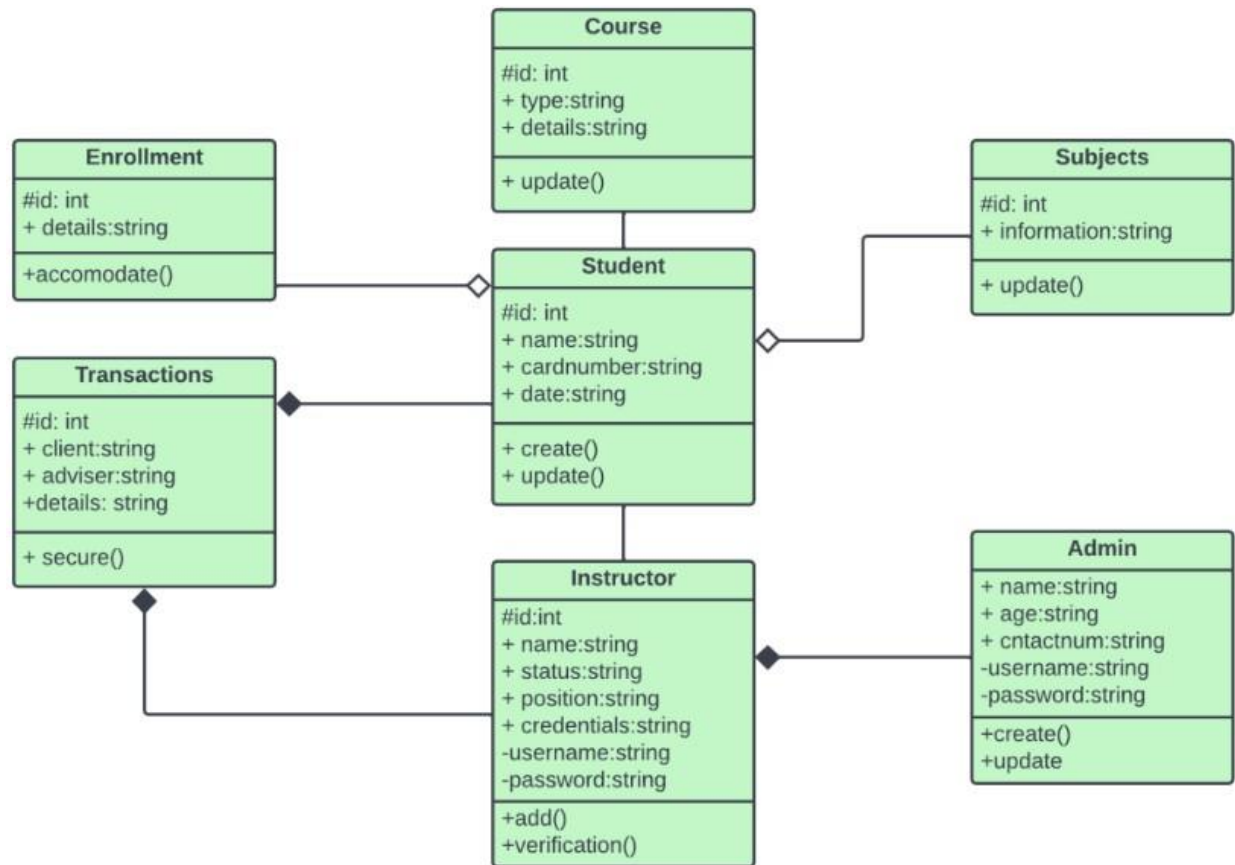 Course
#id: int
+ type:string
+ details:string
+ update()
Enrollment
#id: int
+ details:string
+accomodate()
Subjects
#id: int
+ information:string
+ update()
Student
#id: int
+ name:string
+ cardnumber:string
+ date:string
+ create()
+ update()
Transactions
#id: int
+ client:string
+ adviser:string
+details: string
+ secure()
Instructor
#id:int
+ name:string
+ status:string
+ position:string
+ credentials:string
-username:string
-password:string
+add()
+verification()
Admin
+ name:string
+ age:string
+ cntactnum:string
-username:string
-password:string
+create()
+update